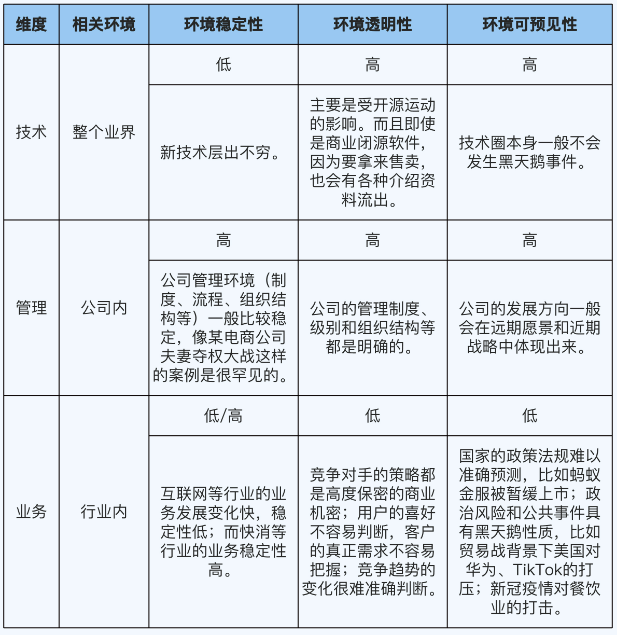 维度 相关环境 环境稳定性 环境透明性 环境可预见性
技术 整个业界
低 高 高
新技术层出不穷。
主要是受开源运动
的影响。而且即使
是商业闭源软件，
因为要拿来售卖，
也会有各种介绍资
料流出。
技术圈本身一般不会
发生黑天鹅事件。
管理 公司内
高 高 高
公司管理环境（制
度、流程、组织结
构等）一般比较稳
定，像某电商公司
夫妻夺权大战这样
的案例是很罕见的。
公司的管理制度、
级别和组织结构等
都是明确的。
公司的发展方向一般
会在远期愿景和近期
战略中体现出来。
业务 行业内
低/高 低 低
互联网等行业的业
务发展变化快，稳
定性低；而快消等
行业的业务稳定性
高。
竞争对手的策略都
是高度保密的商业
机密；用户的喜好
不容易判断，客户
的真正需求不容易
把握；竞争趋势的
变化很难准确判断。
国家的政策法规难以
准确预测，比如蚂蚁
金服被暂缓上市；政
治风险和公共事件具
有黑天鹅性质，比如
贸易战背景下美国对
华为、TikTok的打
压；新冠疫情对餐饮
业的打击。